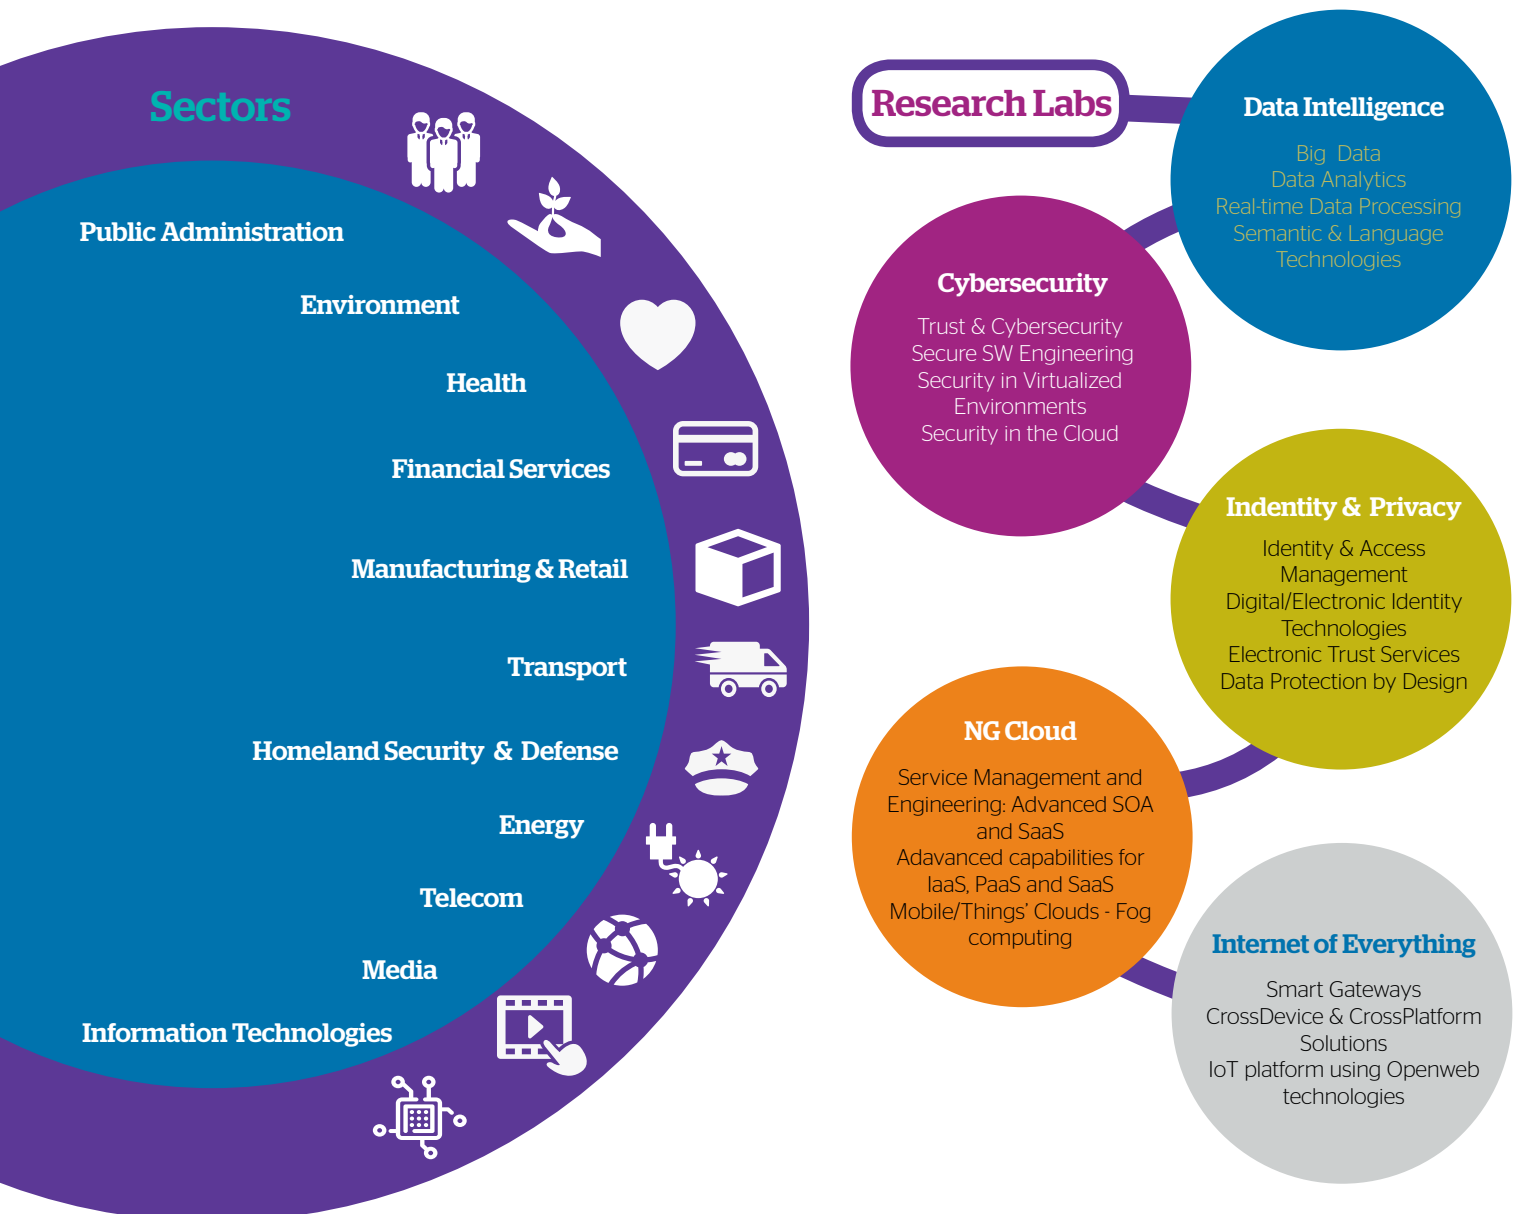 Sectors
Public Administration
Environment
Health
Financial Services
Manufacturing & Retail
Transport
Homeland Security & Defense
Energy
Telecom
Media
Information Technologies
Research Labs
Data Intelligence
Big Data
Data Analytics
Real-time Data Processing
Semantic & Language
Technologies
Cybersecurity
Trust & Cybersecurity
Secure SW Engineering
Security in Virtualized
Environments
Security in the Cloud
Indentity & Privacy
Identity & Access
Management
Digital/Electronic Identity
Technologies
Electronic Trust Services
Data Protection by Design
NG Cloud
Service Management and
Engineering: Advanced SOA
and SaaS
Adavanced capabilities for
IaaS, PaaS and SaaS
Mobile/Things’ Clouds - Fog
computing
Internet of Everything
Smart Gateways
CrossDevice & CrossPlatform
Solutions
IoT platform using Openweb
technologies